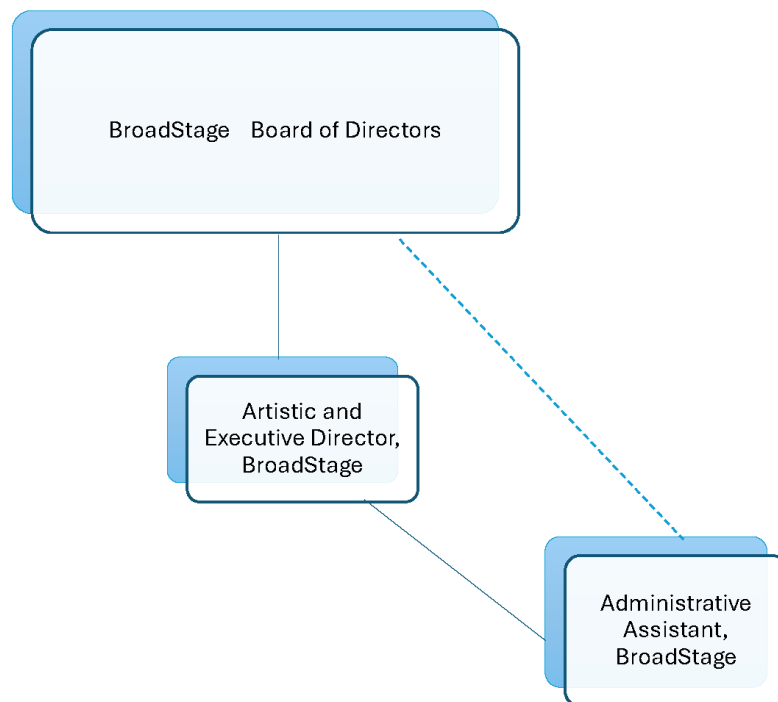 BroadStage Board of Directors
Artistic and
Executive Director,
BroadStage
Administrative
Assistant,
BroadStage